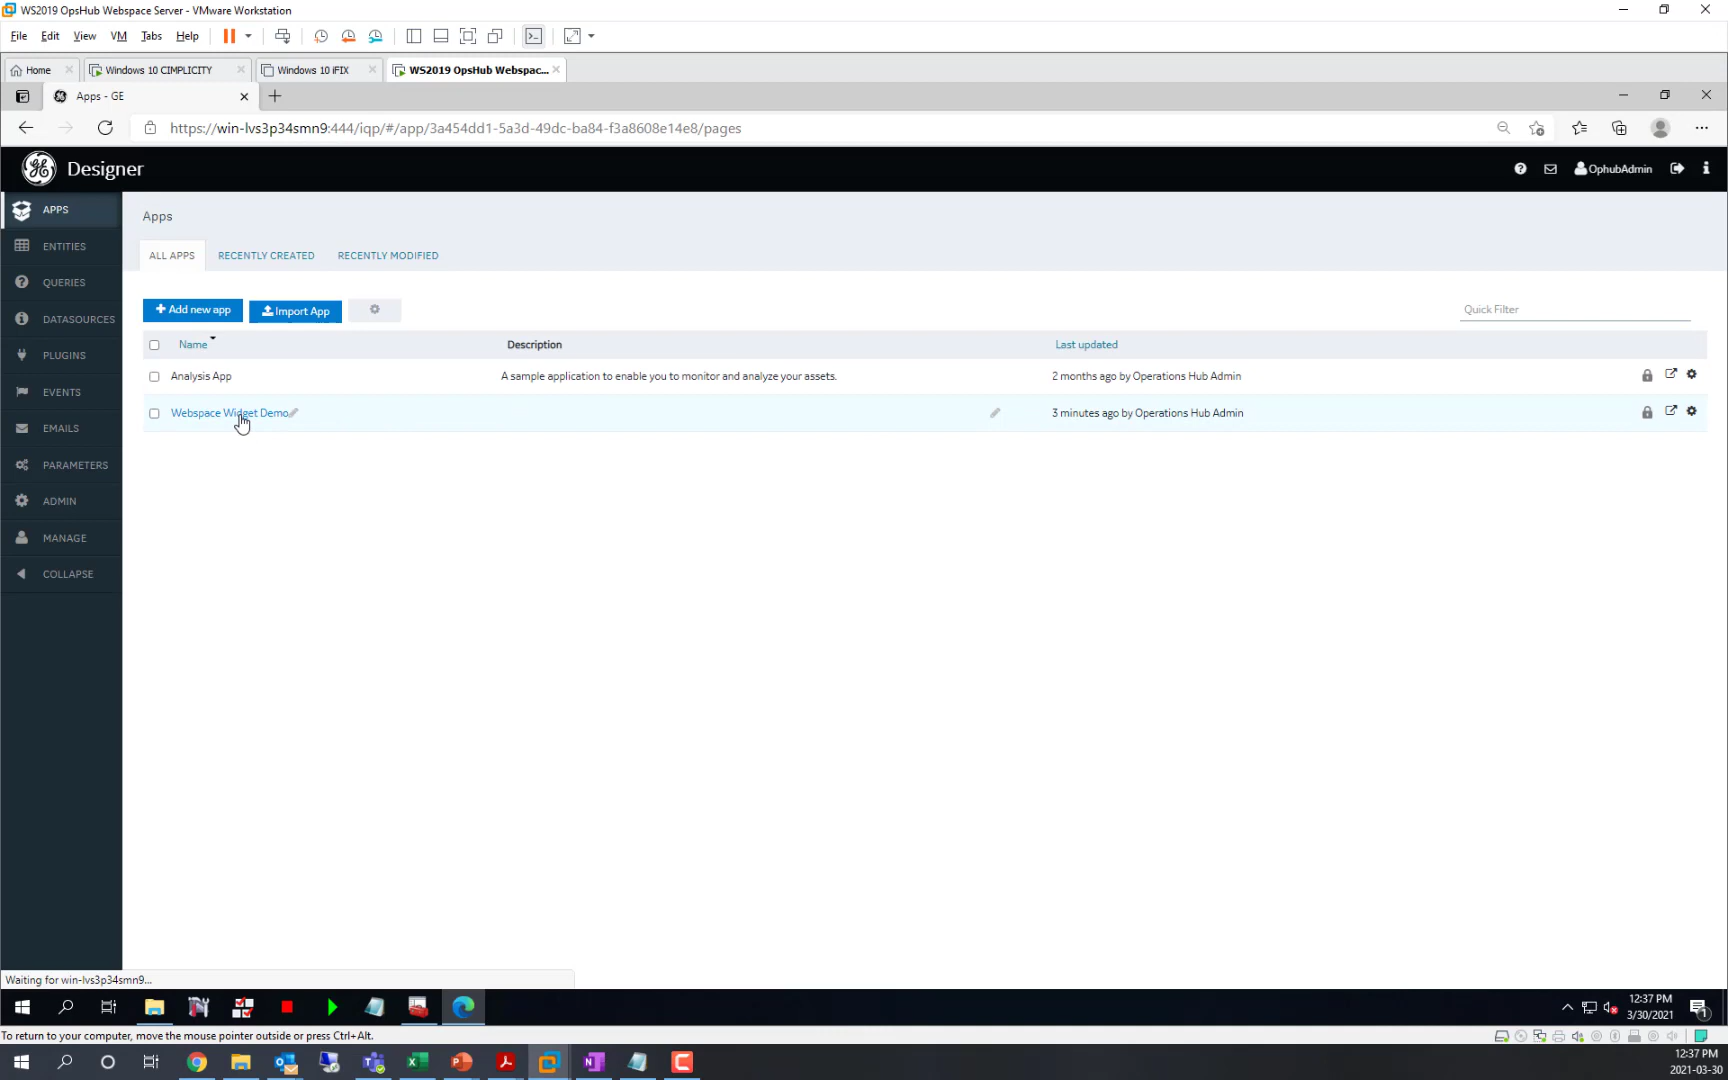 WS2019 OpsHub Webspace Server - VMware Workstation
File Edit View VM Tabs Help
Home Windows 10 CIMPLICITY Windows 10 iFIX WS2019 OpsHub Webspac...
Apps - GE
https://win-lvs3p34smn9:444/iqp/#/app/3a454dd1-5a3d-49dc-ba84-f3a8608e14e8/pages
Designer
OphubAdmin
APPS
ENTITIES
QUERIES
DATASOURCES
PLUGINS
EVENTS
EMAILS
PARAMETERS
ADMIN
MANAGE
COLLAPSE
Apps
ALL APPS RECENTLY CREATED RECENTLY MODIFIED
+ Add new app Import App Quick Filter
Name Description Last updated
Analysis App A sample application to enable you to monitor and analyze your assets. 2 months ago by Operations Hub Admin
Webspace Widget Demo 3 minutes ago by Operations Hub Admin
Waiting for win-lvs3p34smn9...
12:37 PM
3/30/2021
To return to your computer, move the mouse pointer outside or press Ctrl+Alt.
12:37 PM
2021-03-30